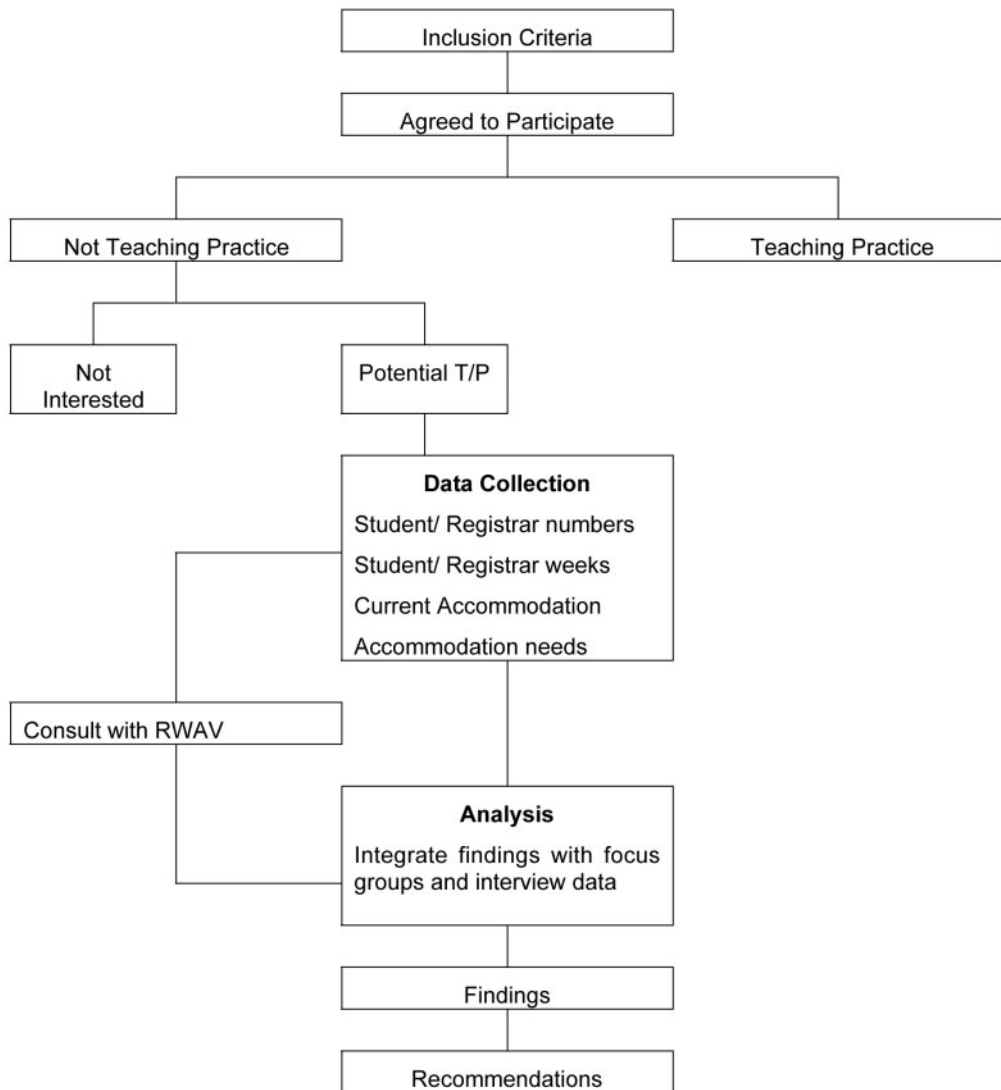 Inclusion Criteria
Agreed to Participate
Not Teaching Practice
Teaching Practice
Not
Interested
Potential T/P
Data Collection
Student/ Registrar numbers
Student/ Registrar weeks
Current Accommodation
Accommodation needs
Consult with RWAV
Analysis
Integrate findings with focus
groups and interview data
Findings
Recommendations